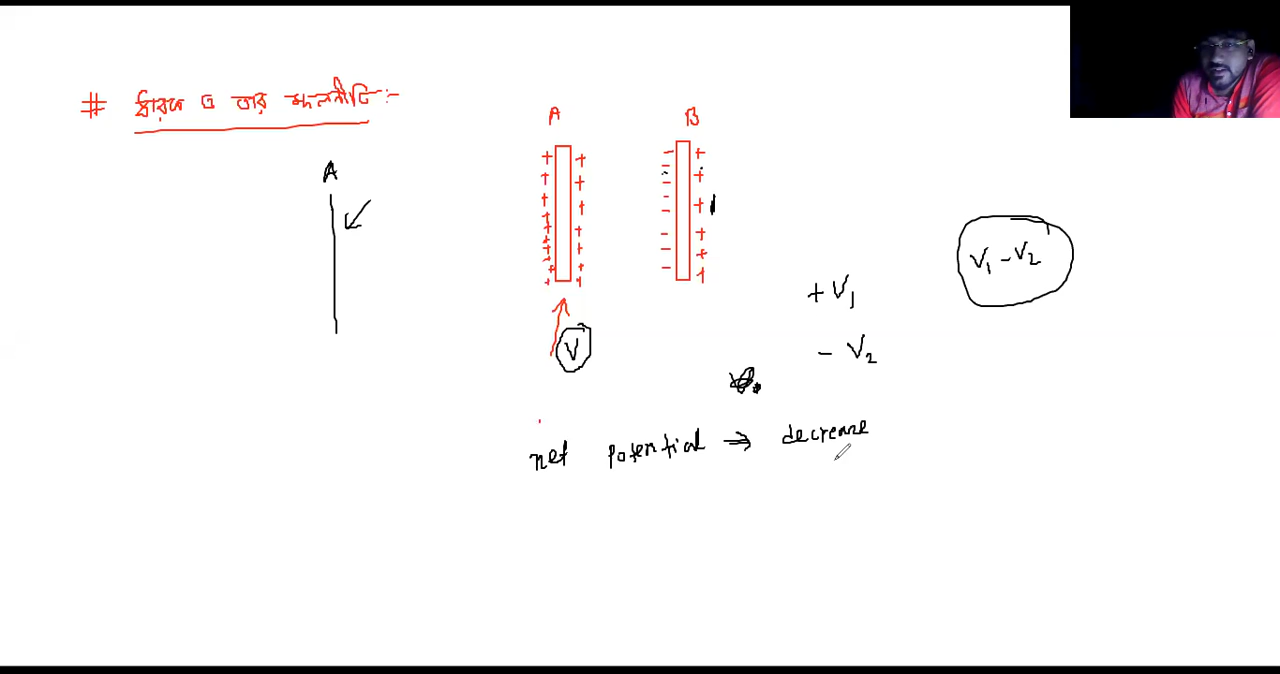 # ধারক ও তার মূলনীতি :-
A
A
B
V
+ V₁
- V₂
V₁ - V₂
net potential ⇒ decrease